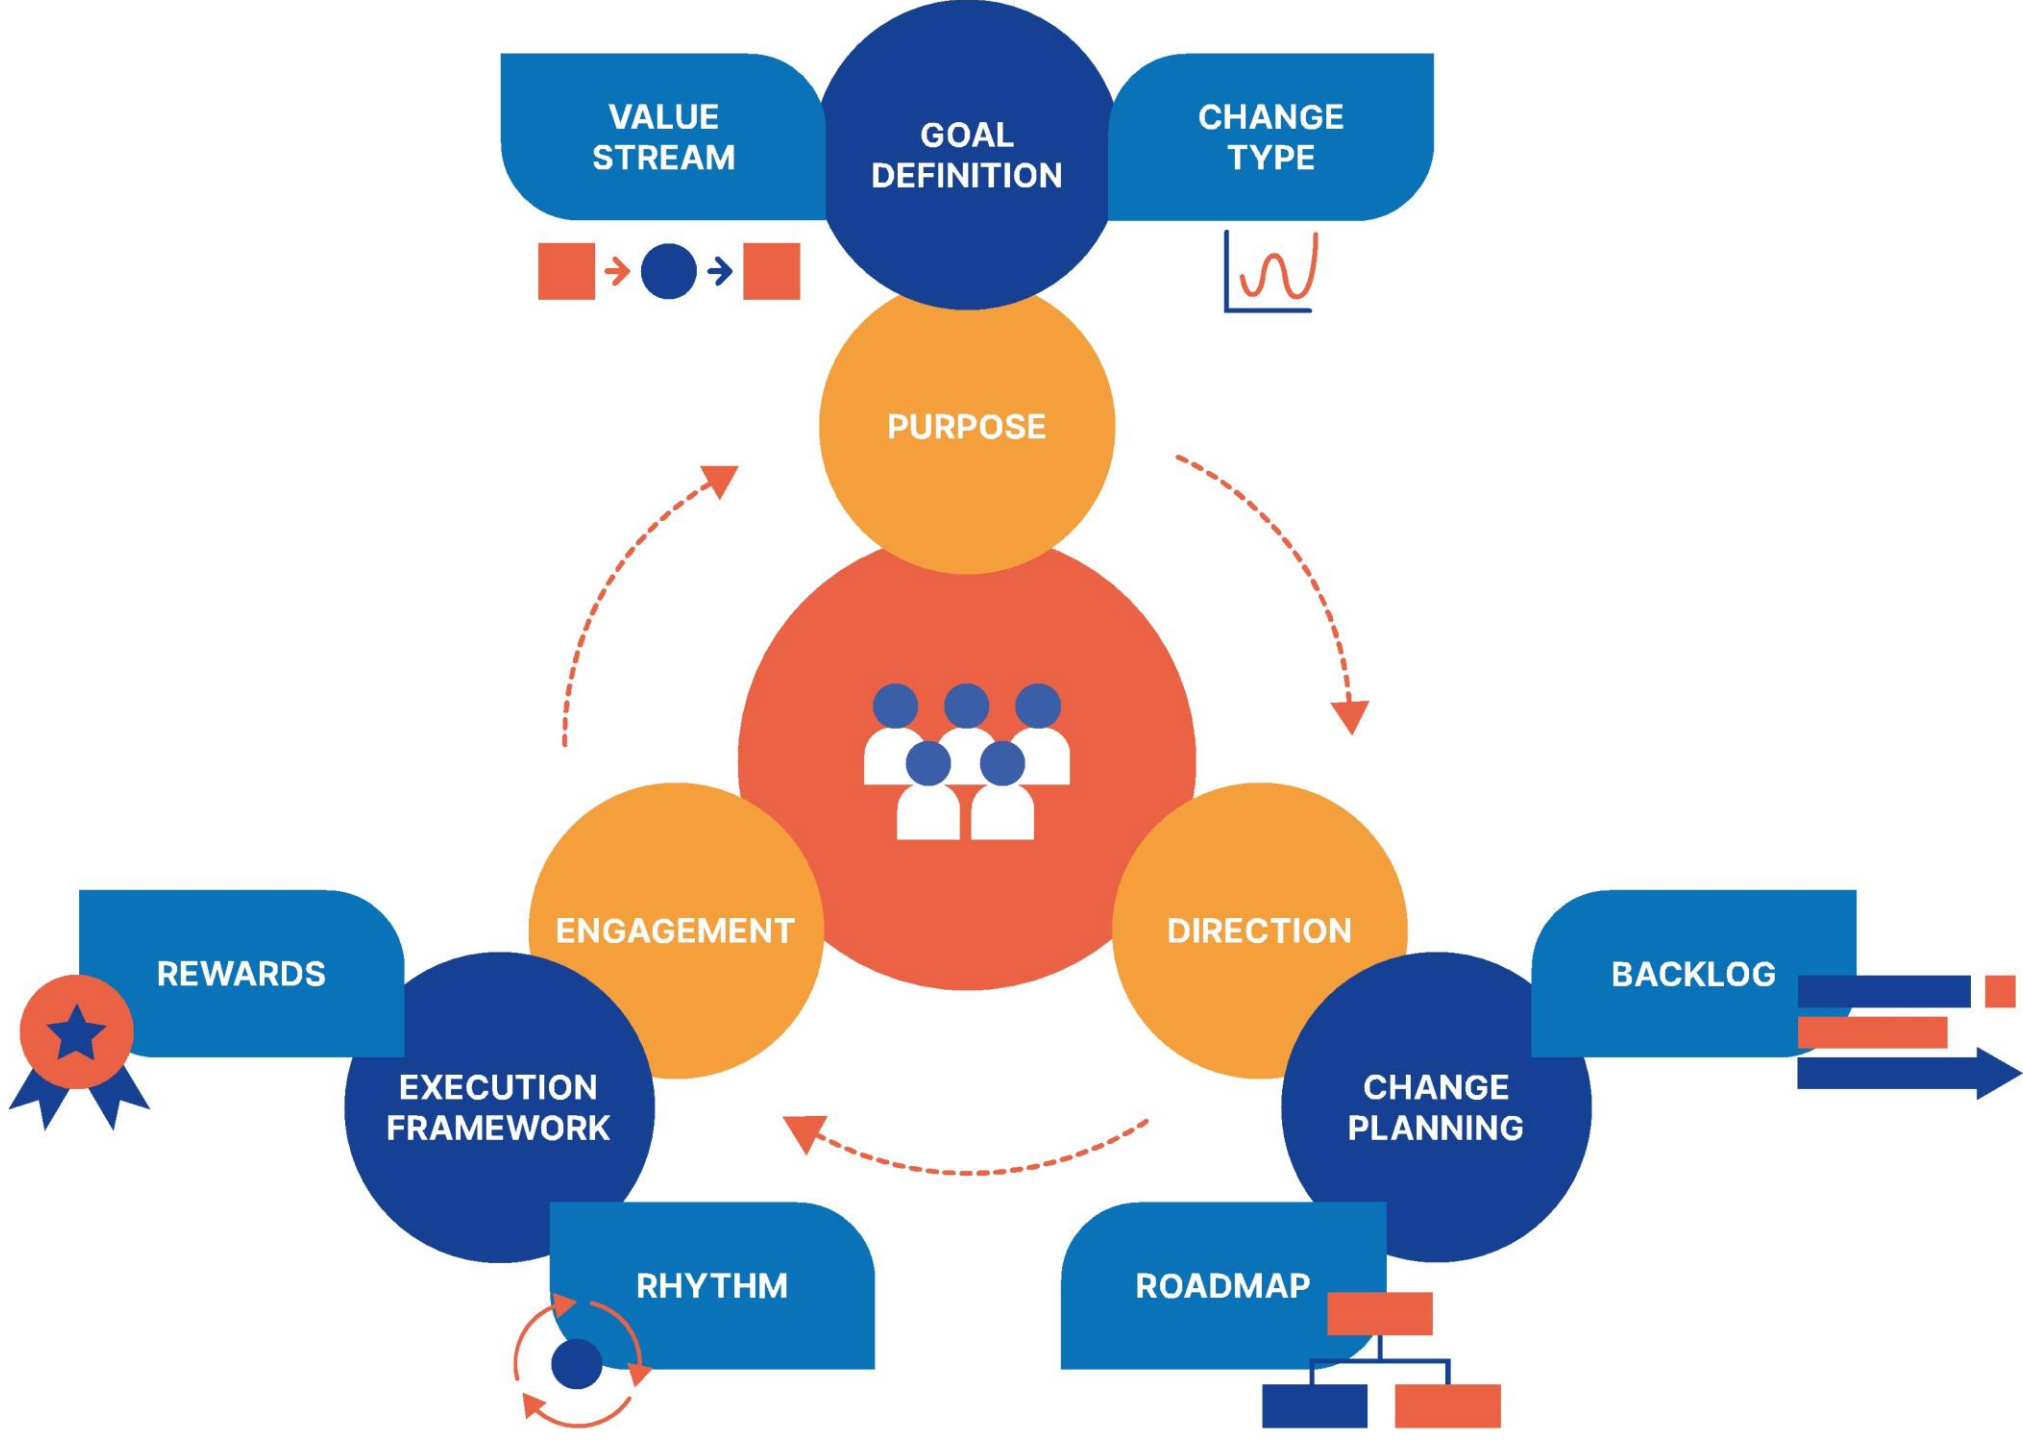 VALUE
STREAM
GOAL
DEFINITION
CHANGE
TYPE
PURPOSE
ENGAGEMENT
DIRECTION
REWARDS
BACKLOG
EXECUTION
FRAMEWORK
CHANGE
PLANNING
RHYTHM
ROADMAP